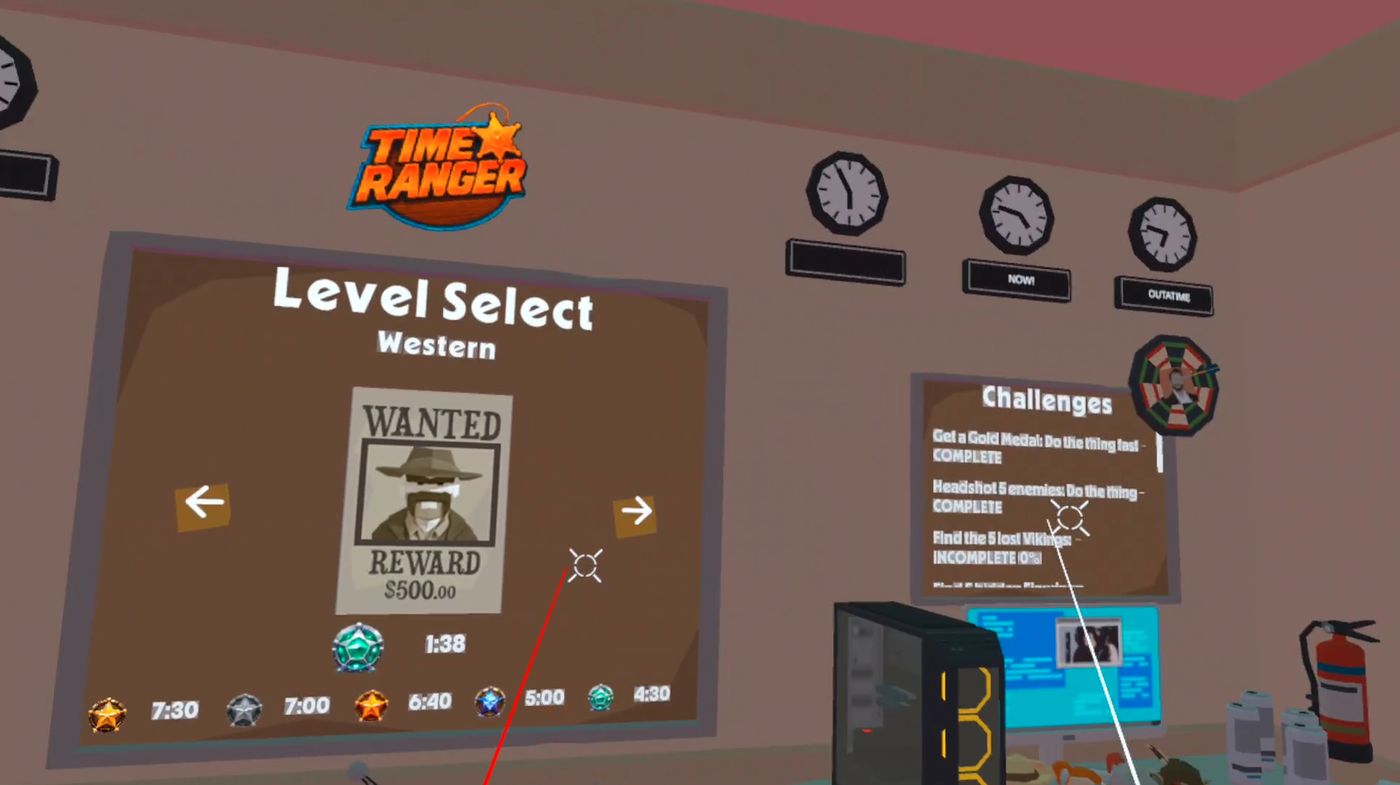 TIME
RANGER
Level Select
Western
WANTED
REWARD
$500.00
1:38
7:30
7:00
6:40
5:00
4:30
NOW!
OUTATIME
Challenges
Get a Gold Medal: Do the thing fast -
COMPLETE
Headshot 5 enemies: Do the thing -
COMPLETE
Find the 5 lost Vikings: -
INCOMPLETE (0%)